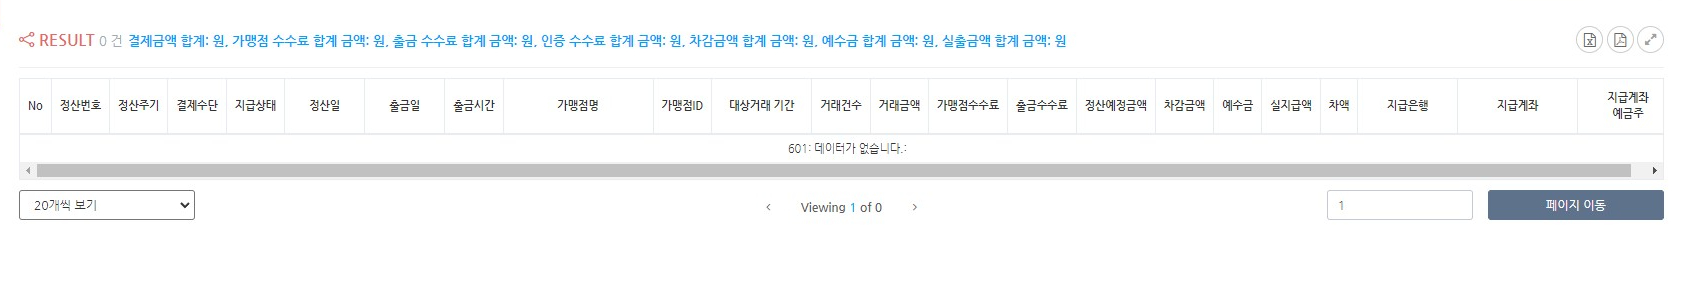 RESULT 0 건 결제금액 합계: 원, 가맹점 수수료 합계 금액: 원, 출금 수수료 합계 금액: 원, 인증 수수료 합계 금액: 원, 차감금액 합계 금액: 원, 예수금 합계 금액: 원, 실출금액 합계 금액: 원
No 정산번호 정산주기 결제수단 지급상태 정산일 출금일 출금시간 가맹점명 가맹점ID 대상거래 기간 거래건수 거래금액 가맹점수수료 출금수수료 정산예정금액 차감금액 예수금 실지급액 차액 지급은행 지급계좌 지급계좌
예금주
601: 데이터가 없습니다.:
20개씩 보기 Viewing 1 of 0 1 페이지 이동